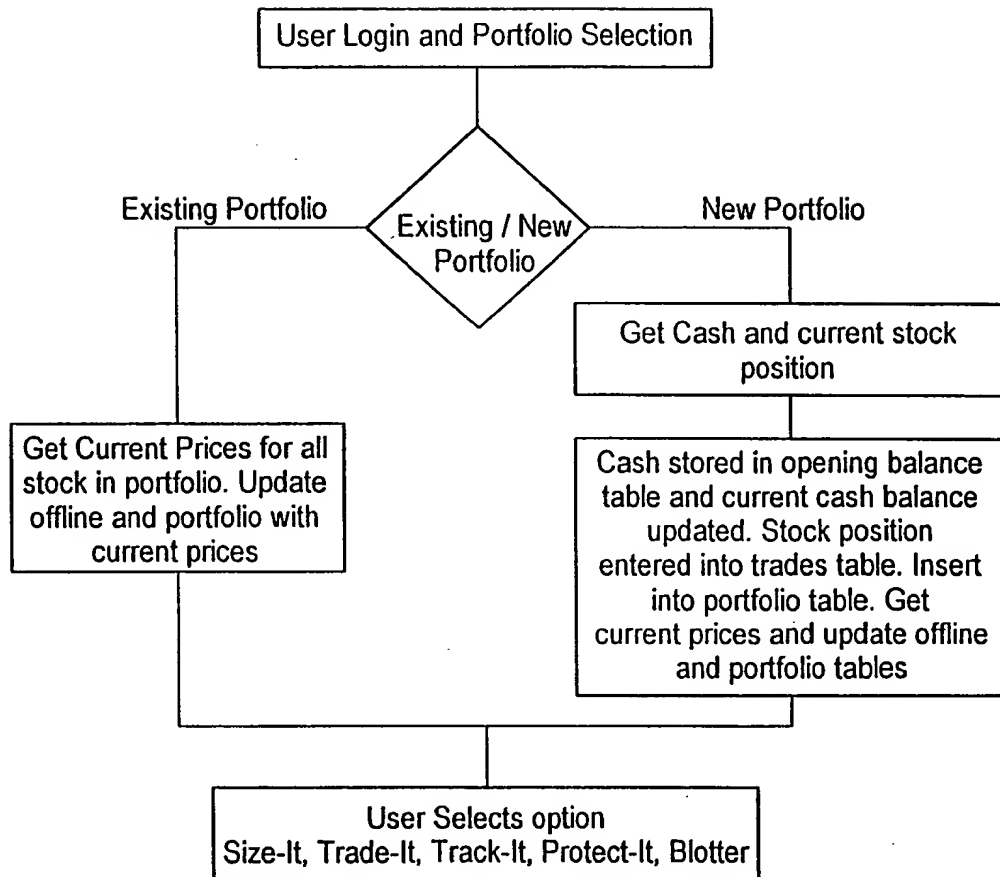 User Login and Portfolio Selection
Existing Portfolio
New Portfolio
Existing / New
Portfolio
Get Cash and current stock
position
Get Current Prices for all
stock in portfolio. Update
offline and portfolio with
current prices
Cash stored in opening balance
table and current cash balance
updated. Stock position
entered into trades table. Insert
into portfolio table. Get
current prices and update offline
and portfolio tables
User Selects option
Size-It, Trade-It, Track-It, Protect-It, Blotter